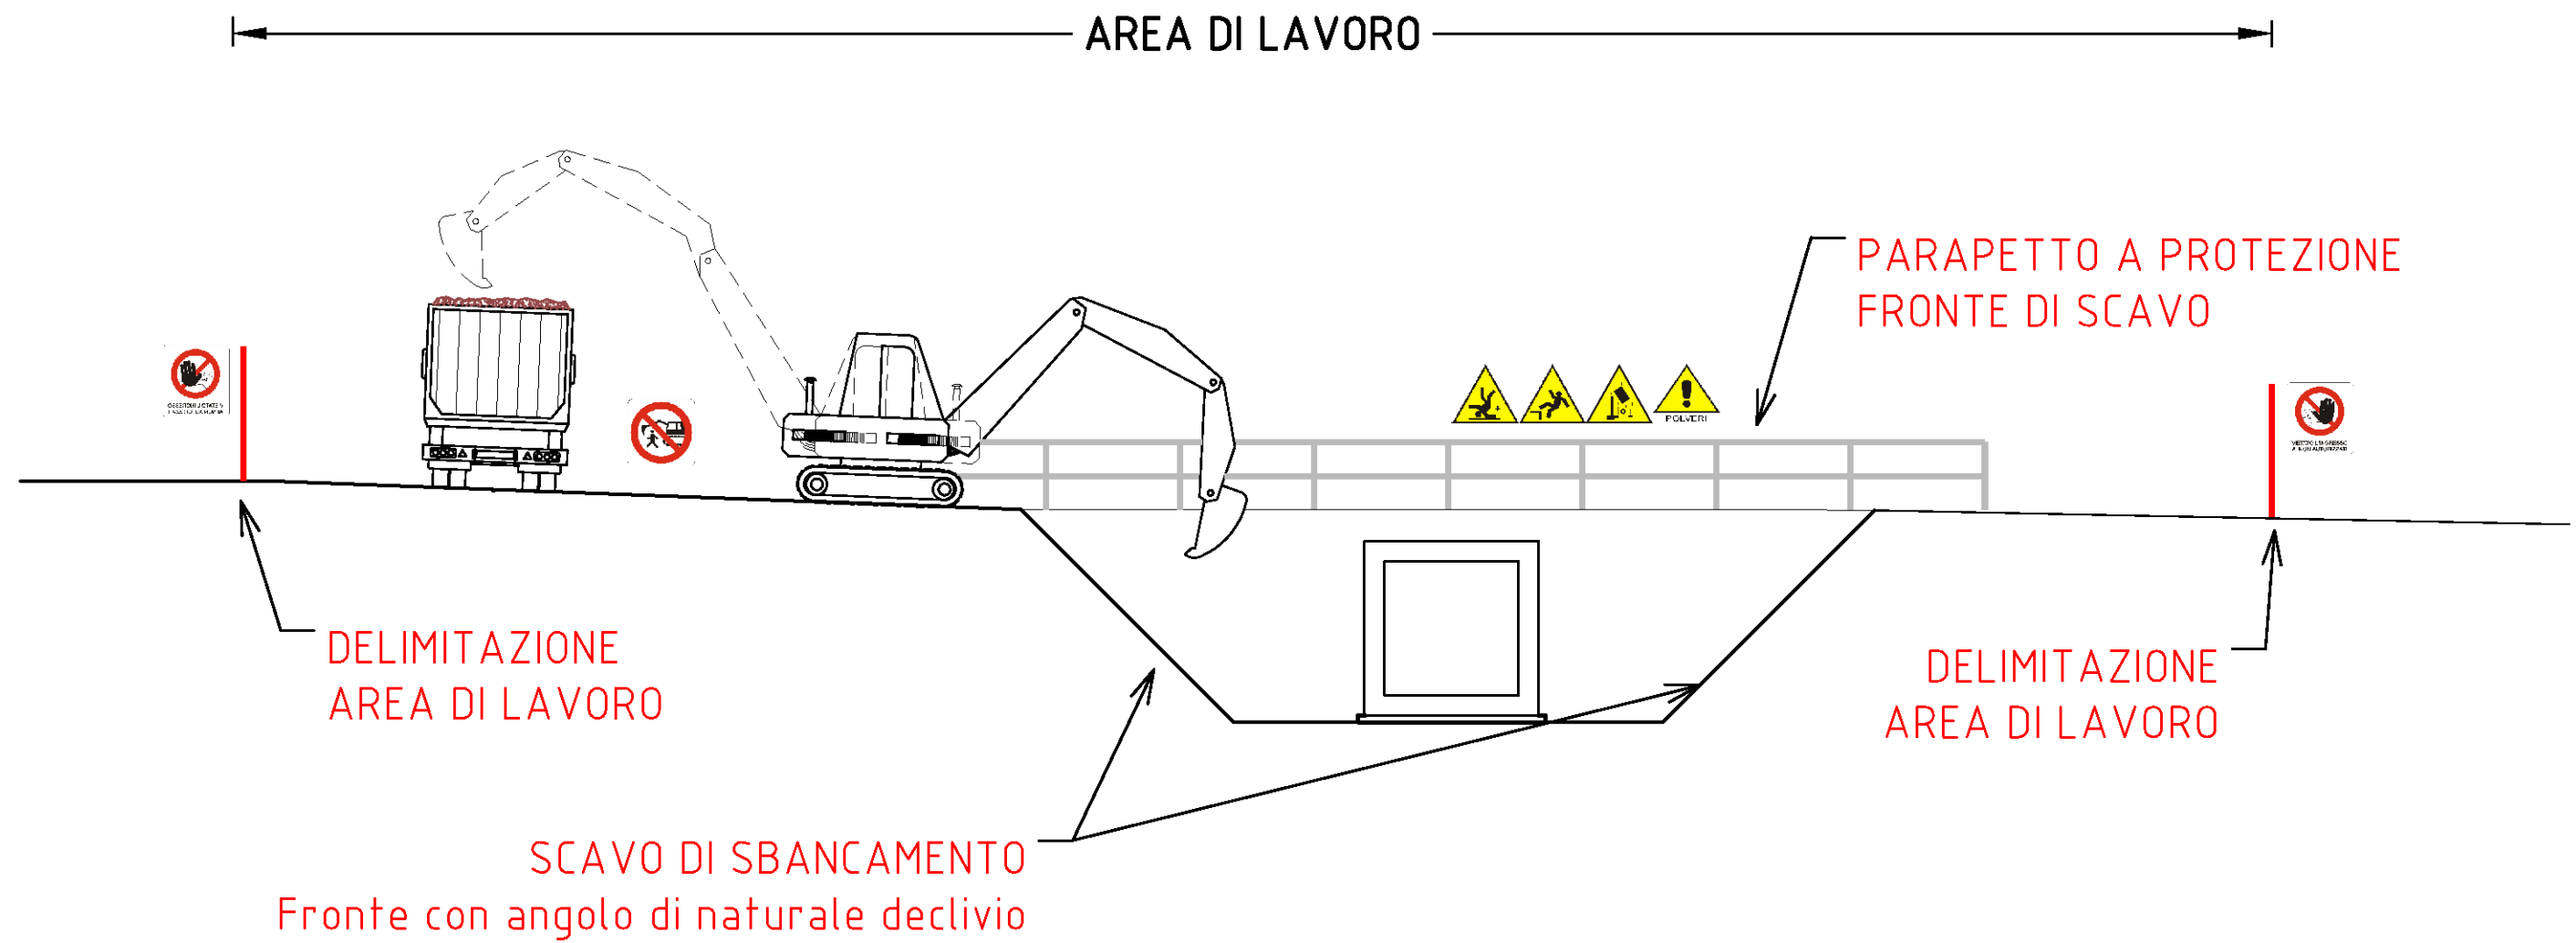 AREA DI LAVORO
PARAPETTO A PROTEZIONE
FRONTE DI SCAVO
POLVERI
DELIMITAZIONE
AREA DI LAVORO
DELIMITAZIONE
AREA DI LAVORO
SCAVO DI SBANCAMENTO
Fronte con angolo di naturale declivio